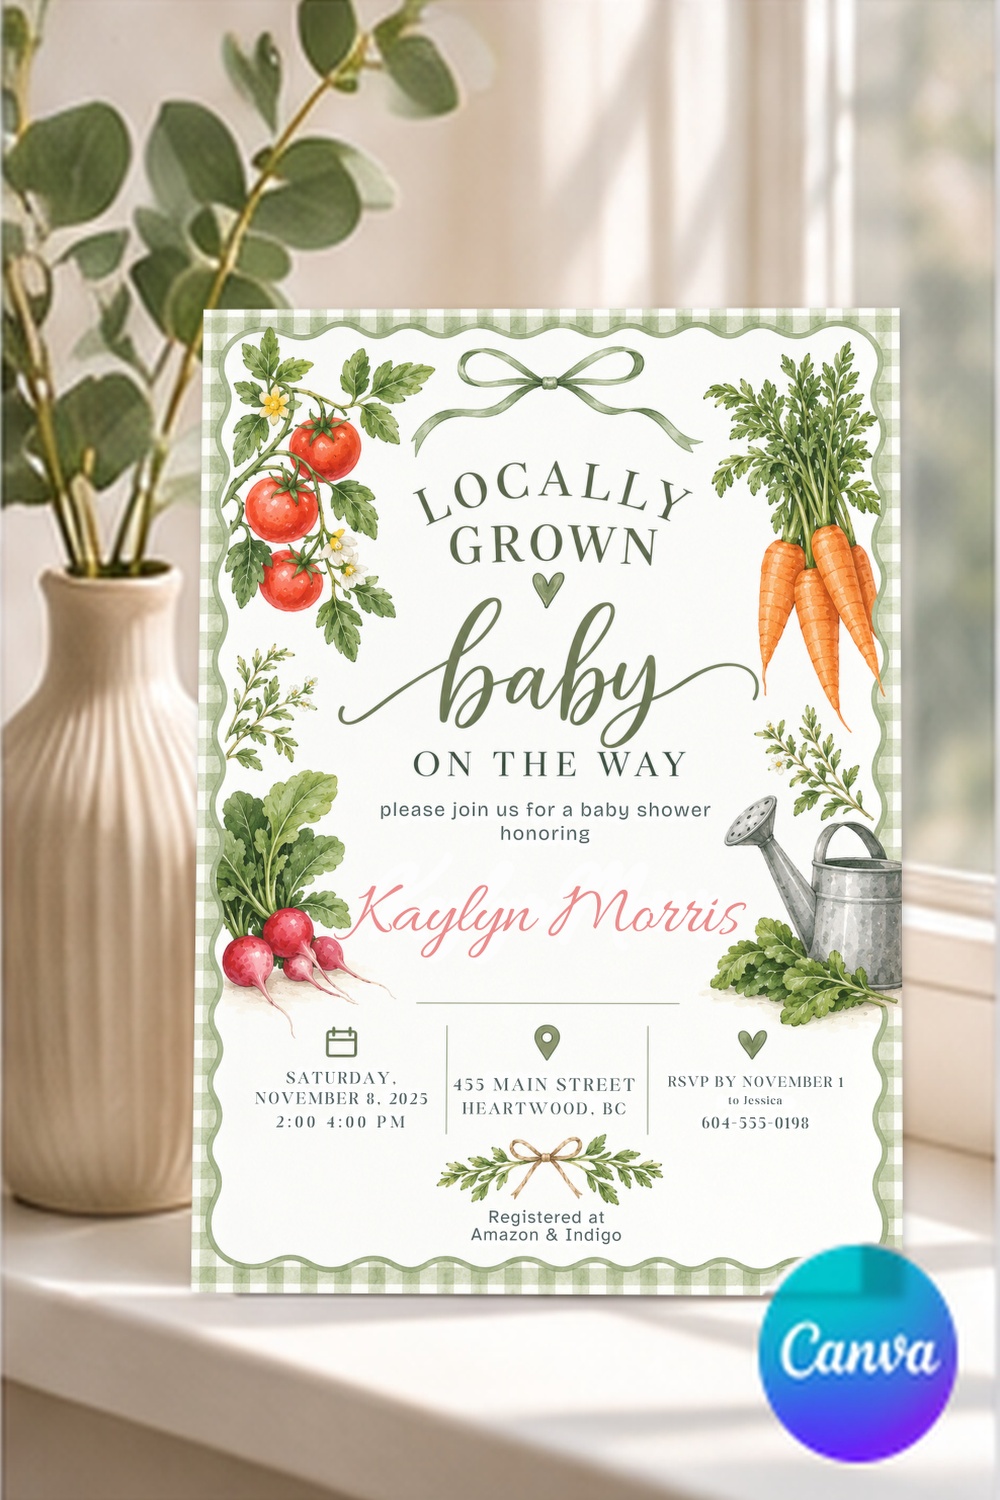 LOCALLY
GROWN
baby
ON THE WAY
please join us for a baby shower
honoring
Kaylyn Morris
SATURDAY,
NOVEMBER 8, 2025
2:00 4:00 PM
455 MAIN STREET
HEARTWOOD, BC
RSVP BY NOVEMBER 1
to Jessica
604-555-0198
Registered at
Amazon & Indigo
Canva